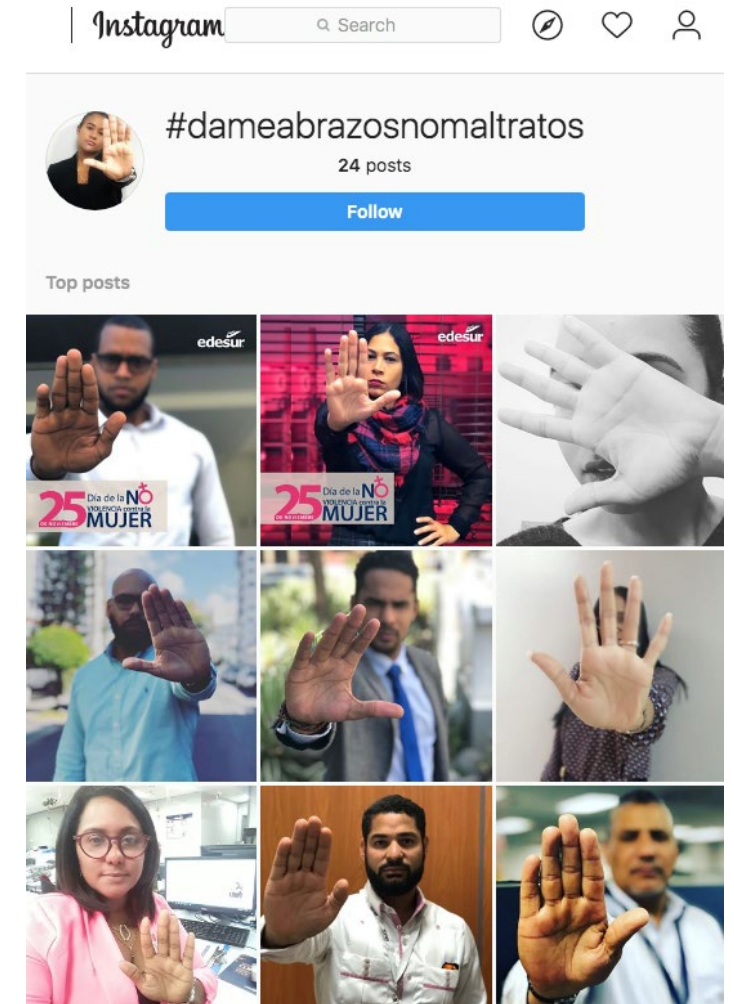 Instagram
Search
#dameabrazosnomaltratos
24 posts
Follow
Top posts
edesur
25
DE NOVIEMBRE
Día de la NO
VIOLENCIA contra la
MUJER
edesur
25
DE NOVIEMBRE
Día de la NO
VIOLENCIA contra la
MUJER